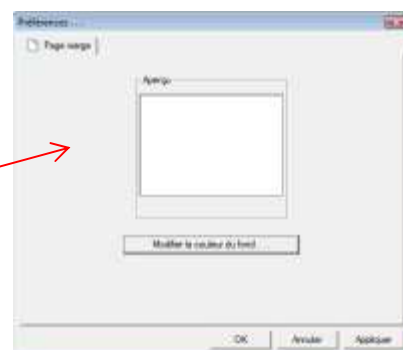 Préférences
Page vierge
Aperçu
Modifier la couleur du fond
OK
Annuler
Appliquer